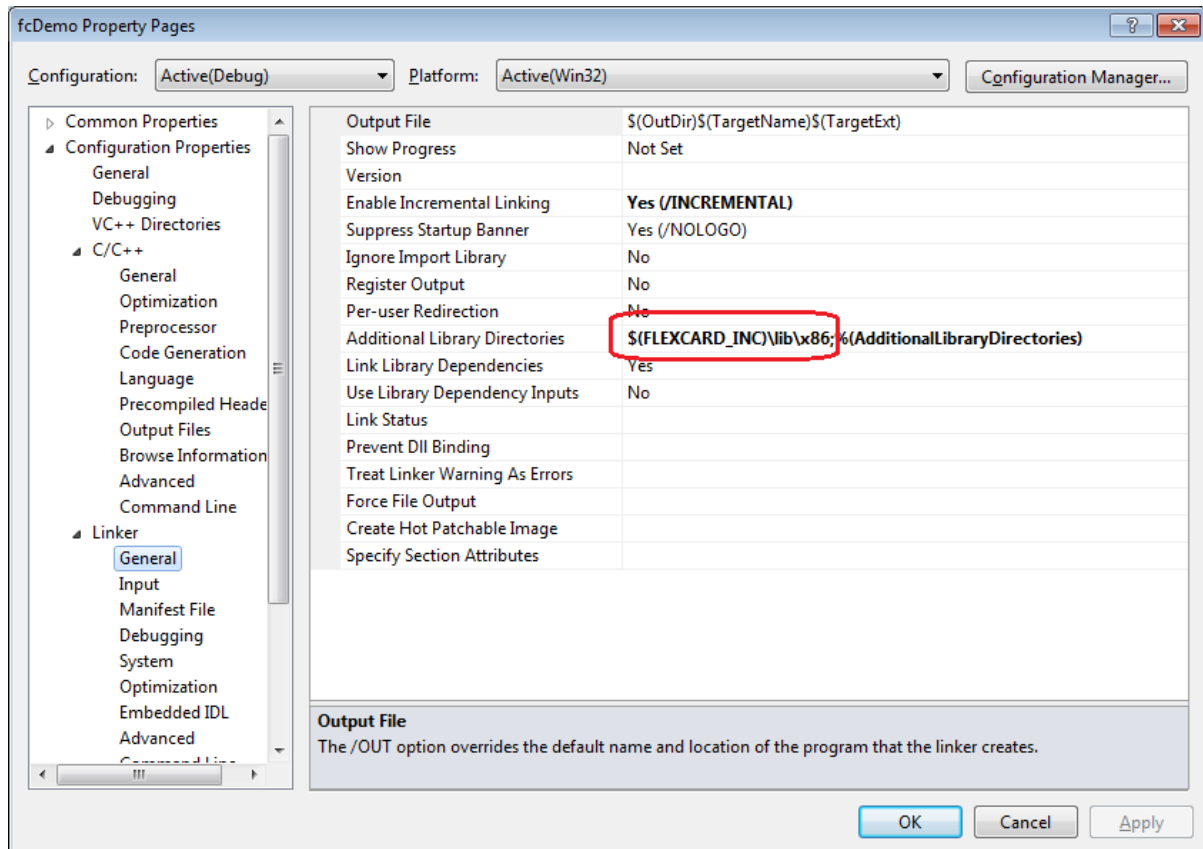 fcDemo Property Pages
Configuration: Active(Debug) Platform: Active(Win32) Configuration Manager...
Common Properties
Configuration Properties
General
Debugging
VC++ Directories
C/C++
General
Optimization
Preprocessor
Code Generation
Language
Precompiled Heade
Output Files
Browse Information
Advanced
Command Line
Linker
General
Input
Manifest File
Debugging
System
Optimization
Embedded IDL
Advanced
Output File $(OutDir)$(TargetName)$(TargetExt)
Show Progress Not Set
Version
Enable Incremental Linking Yes (/INCREMENTAL)
Suppress Startup Banner Yes (/NOLOGO)
Ignore Import Library No
Register Output No
Per-user Redirection No
Additional Library Directories $(FLEXCARD_INC)\lib\x86;%(AdditionalLibraryDirectories)
Link Library Dependencies Yes
Use Library Dependency Inputs No
Link Status
Prevent Dll Binding
Treat Linker Warning As Errors
Force File Output
Create Hot Patchable Image
Specify Section Attributes
Output File
The /OUT option overrides the default name and location of the program that the linker creates.
OK Cancel Apply